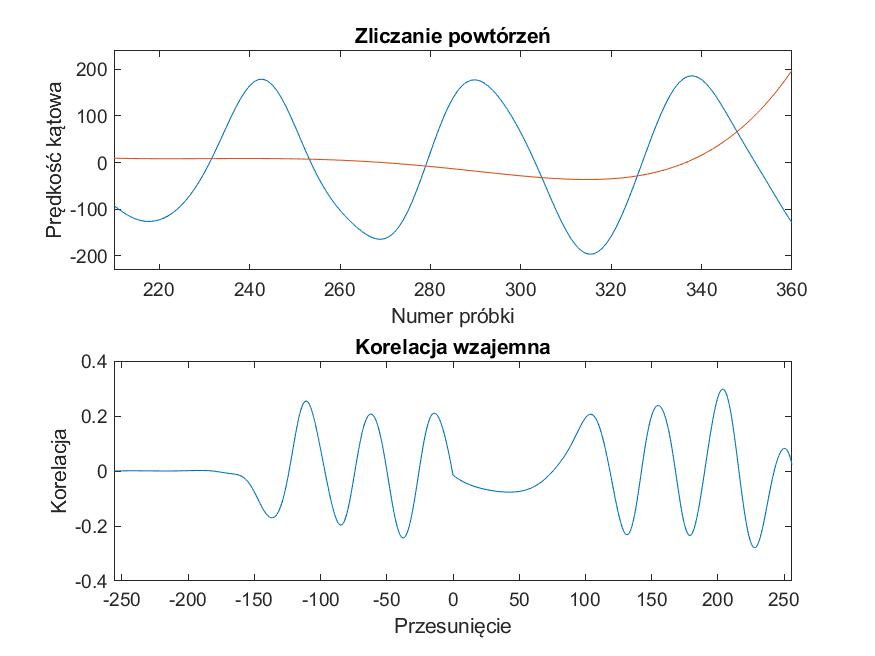 Zliczanie powtórzeń
200
100
0
-100
-200
Prędkość kątowa
220 240 260 280 300 320 340 360
Numer próbki
Korelacja wzajemna
0.4
0.2
0
-0.2
-0.4
Korelacja
-250 -200 -150 -100 -50 0 50 100 150 200 250
Przesunięcie